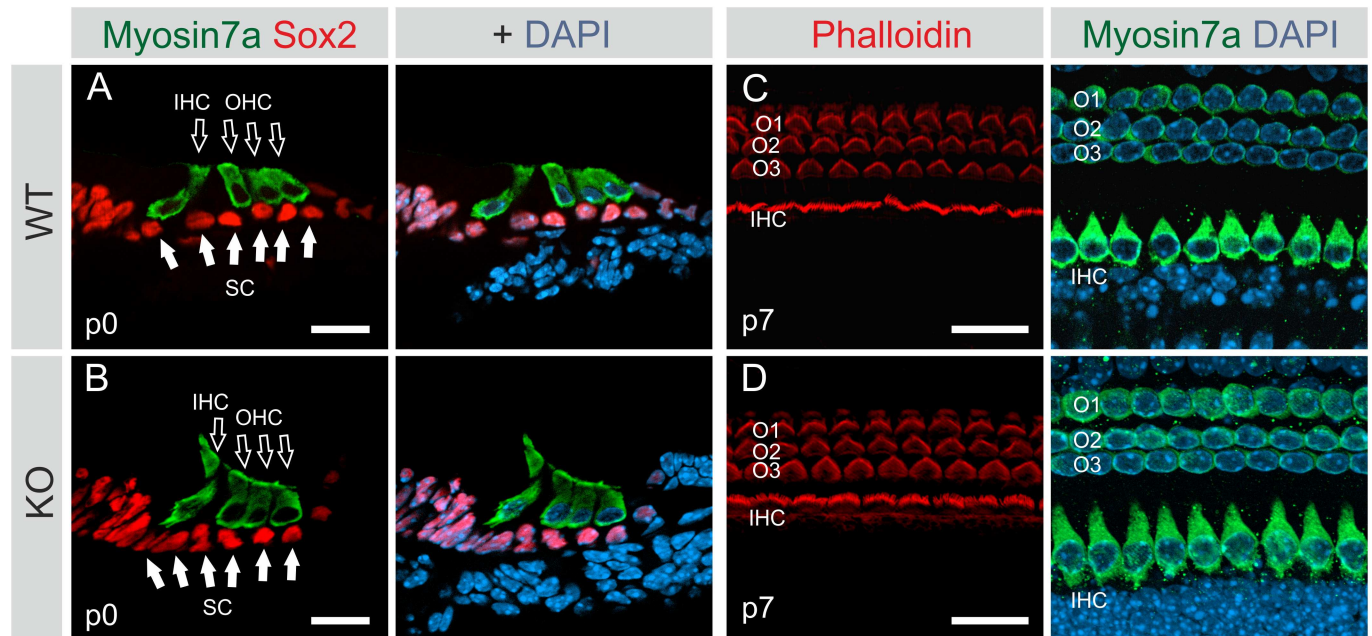 Myosin7a Sox2
+ DAPI
Phalloidin
Myosin7a DAPI
WT
A
IHC OHC
SC
p0
C
O1
O2
O3
IHC
p7
O1
O2
O3
IHC
KO
B
IHC
OHC
SC
p0
D
O1
O2
O3
IHC
p7
O1
O2
O3
IHC